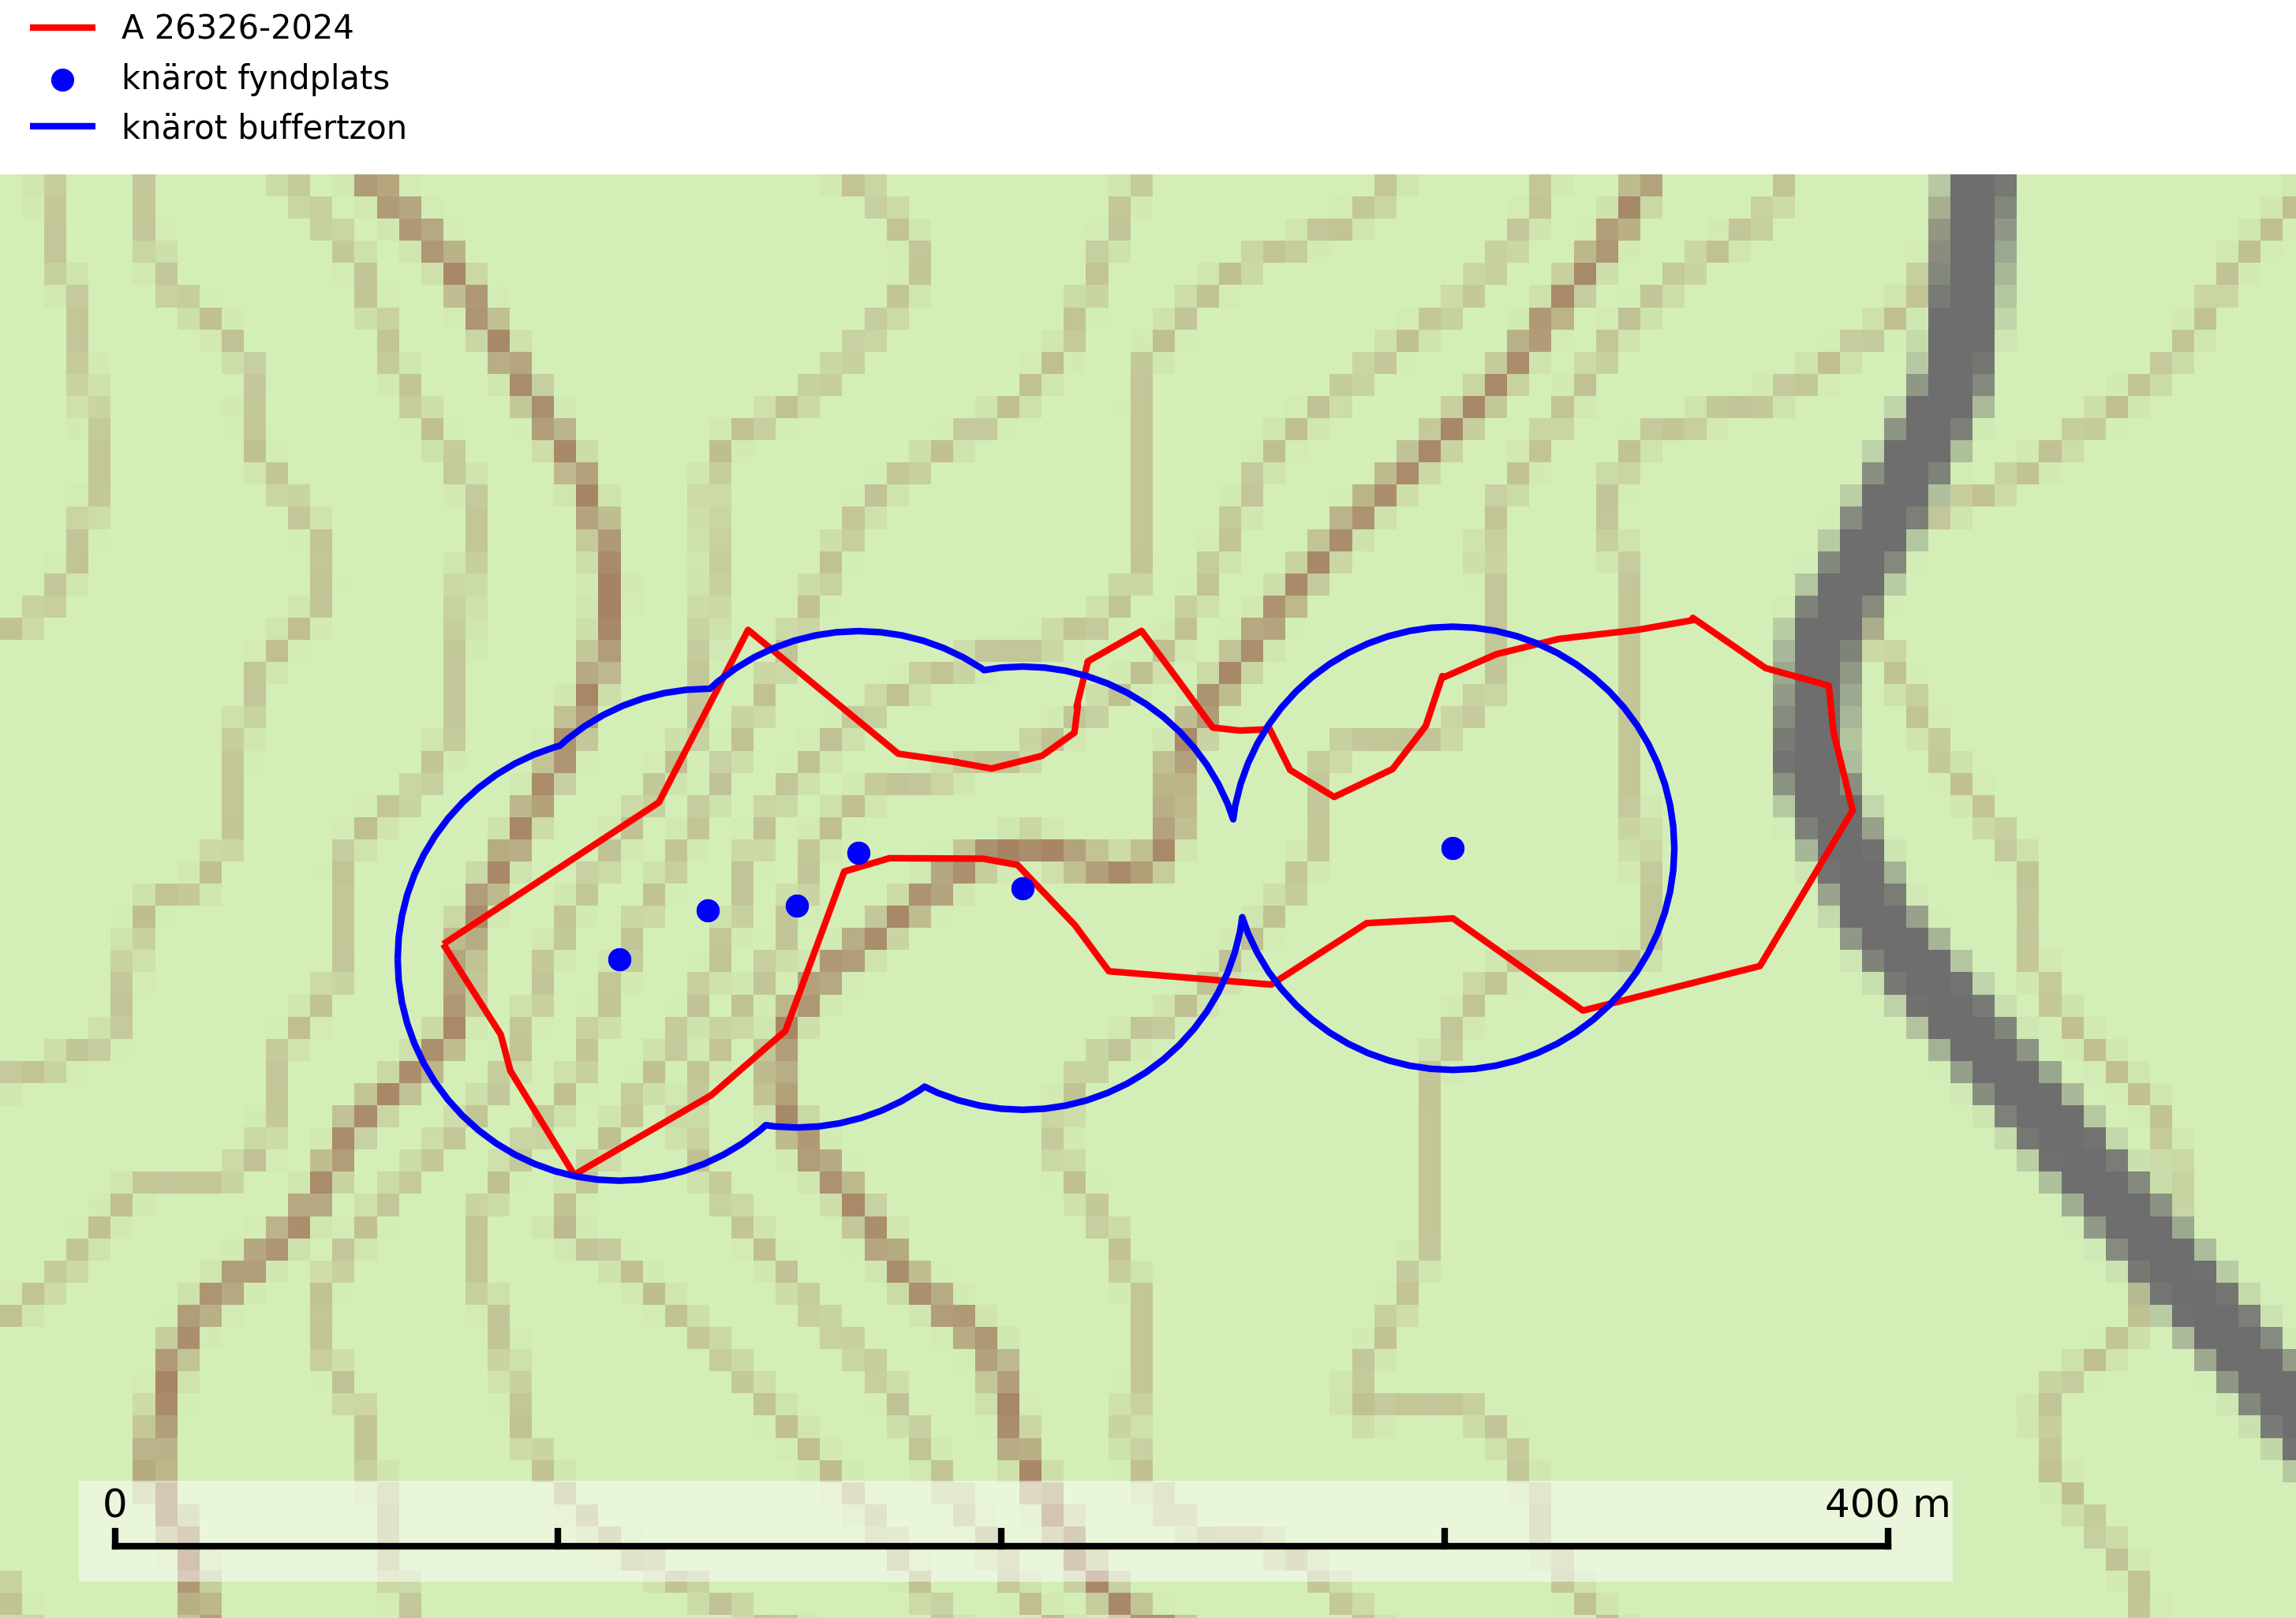 A 26326-2024
knärot fyndplats
knärot buffertzon
0 400 m